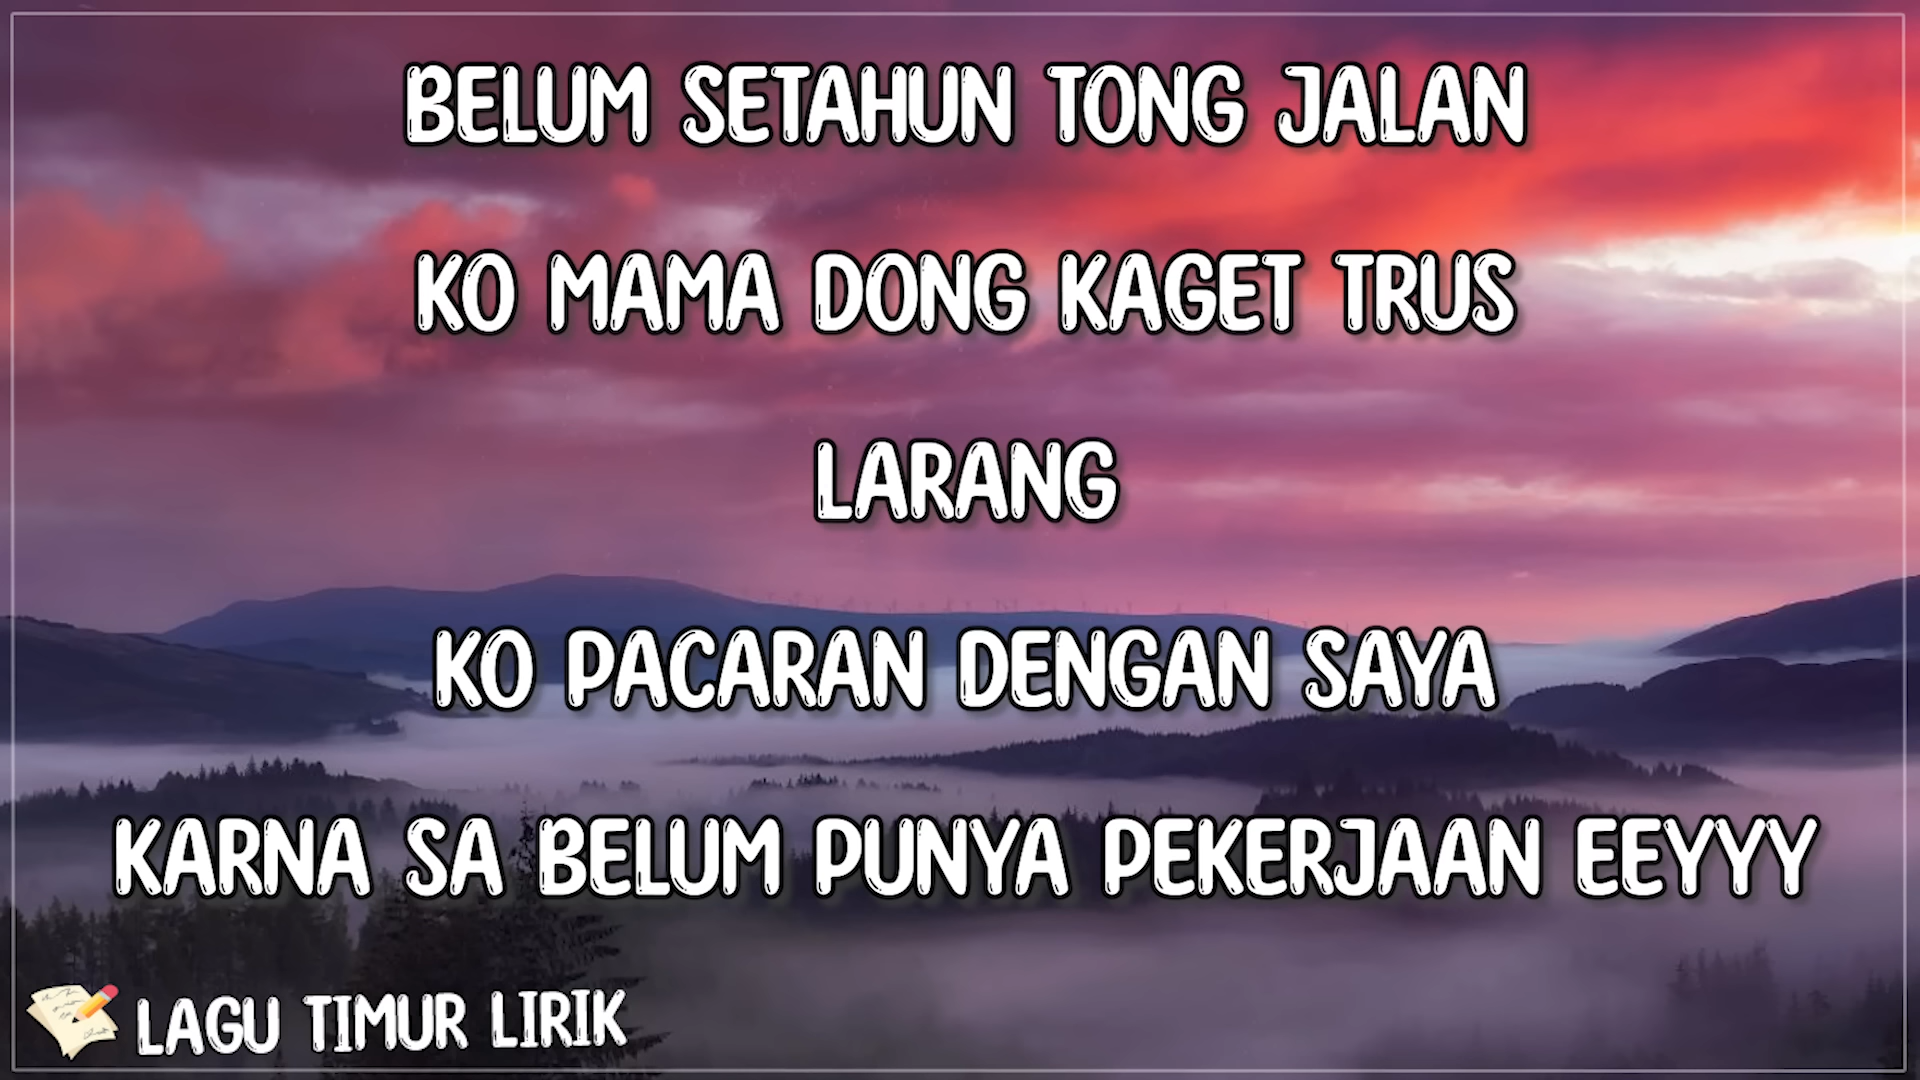 BELUM SETAHUN TONG JALAN
KO MAMA DONG KAGET TRUS
LARANG
KO PACARAN DENGAN SAYA
KARNA SA BELUM PUNYA PEKERJAAN EEYYY
LAGU TIMUR LIRIK